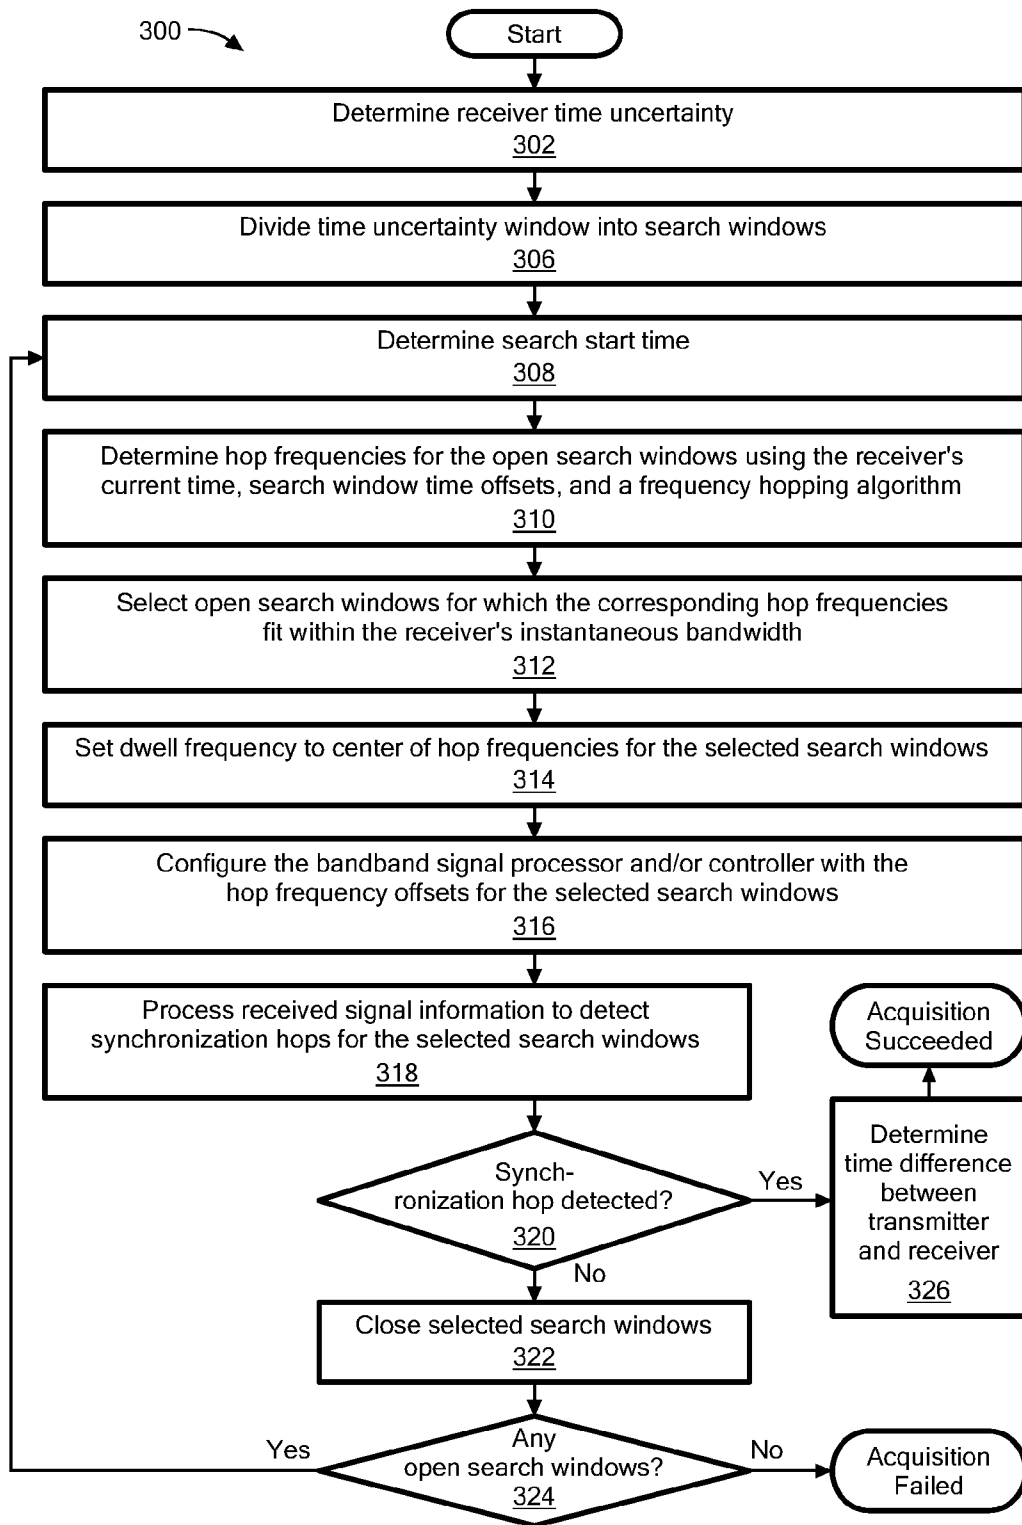 300
Start
Determine receiver time uncertainty
302
Divide time uncertainty window into search windows
306
Determine search start time
308
Determine hop frequencies for the open search windows using the receiver's
current time, search window time offsets, and a frequency hopping algorithm
310
Select open search windows for which the corresponding hop frequencies
fit within the receiver's instantaneous bandwidth
312
Set dwell frequency to center of hop frequencies for the selected search windows
314
Configure the bandband signal processor and/or controller with the
hop frequency offsets for the selected search windows
316
Process received signal information to detect
synchronization hops for the selected search windows
318
Synch-
ronization hop detected?
320
Yes
Determine
time difference
between
transmitter
and receiver
326
Acquisition
Succeeded
No
Close selected search windows
322
Any
open search windows?
324
Yes
No
Acquisition
Failed